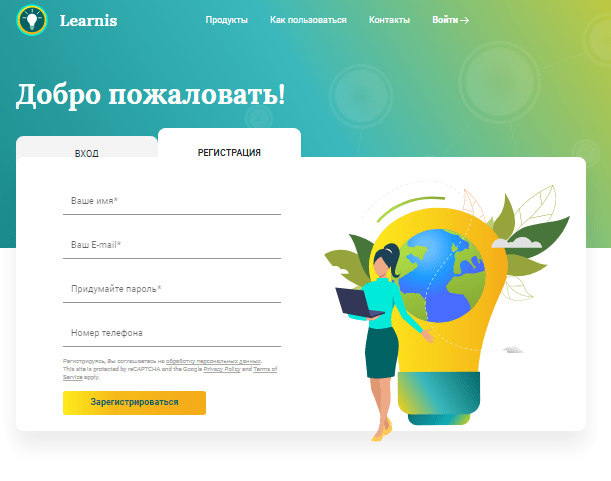 Learnis
Продукты
Как пользоваться
Контакты
Войти
Добро пожаловать!
ВХОД
РЕГИСТРАЦИЯ
Ваше имя*
Ваш E-mail*
Придумайте пароль*
Номер телефона
Регистрируясь, Вы соглашаетесь на обработку персональных данных.
This site is protected by reCAPTCHA and the Google Privacy Policy and Terms of
Service apply.
Зарегистрироваться